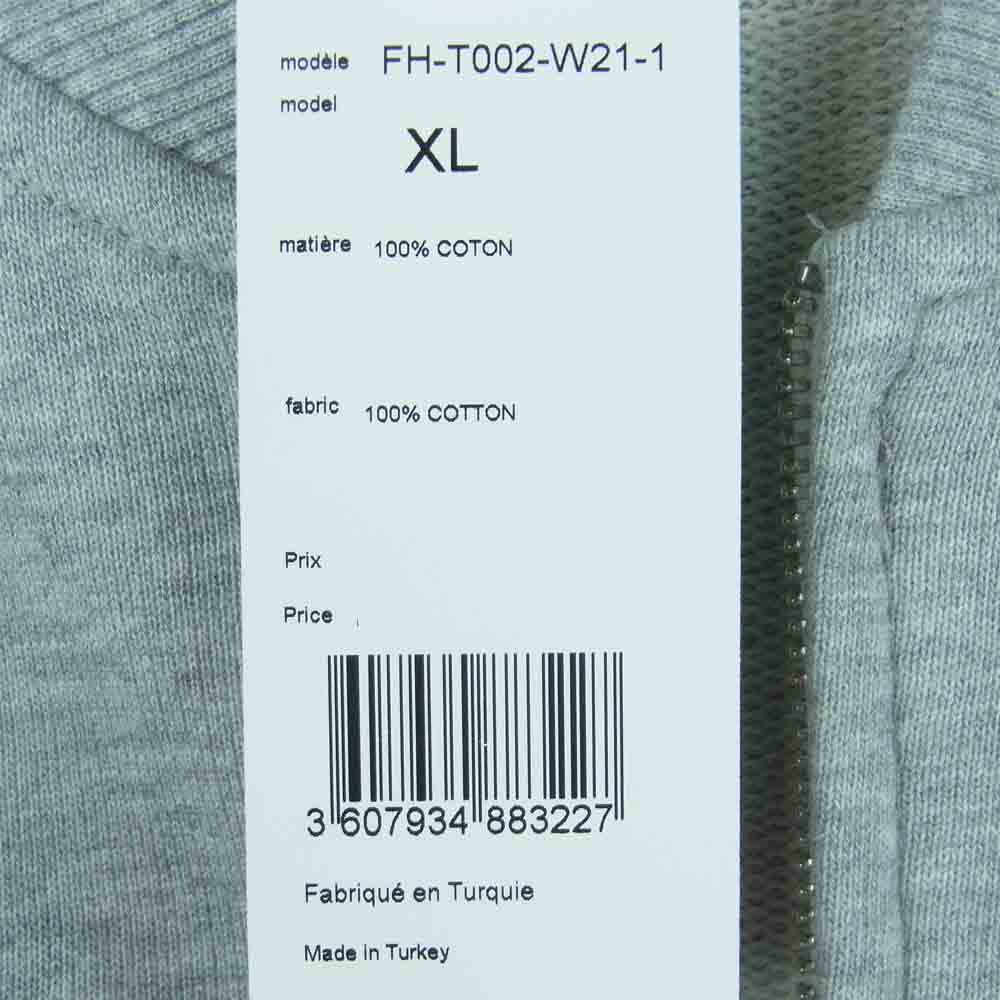 modèle FH-T002-W21-1
model
XL
matière 100% COTON
fabric 100% COTTON
Prix
Price
3 607934 883227
Fabriqué en Turquie
Made in Turkey